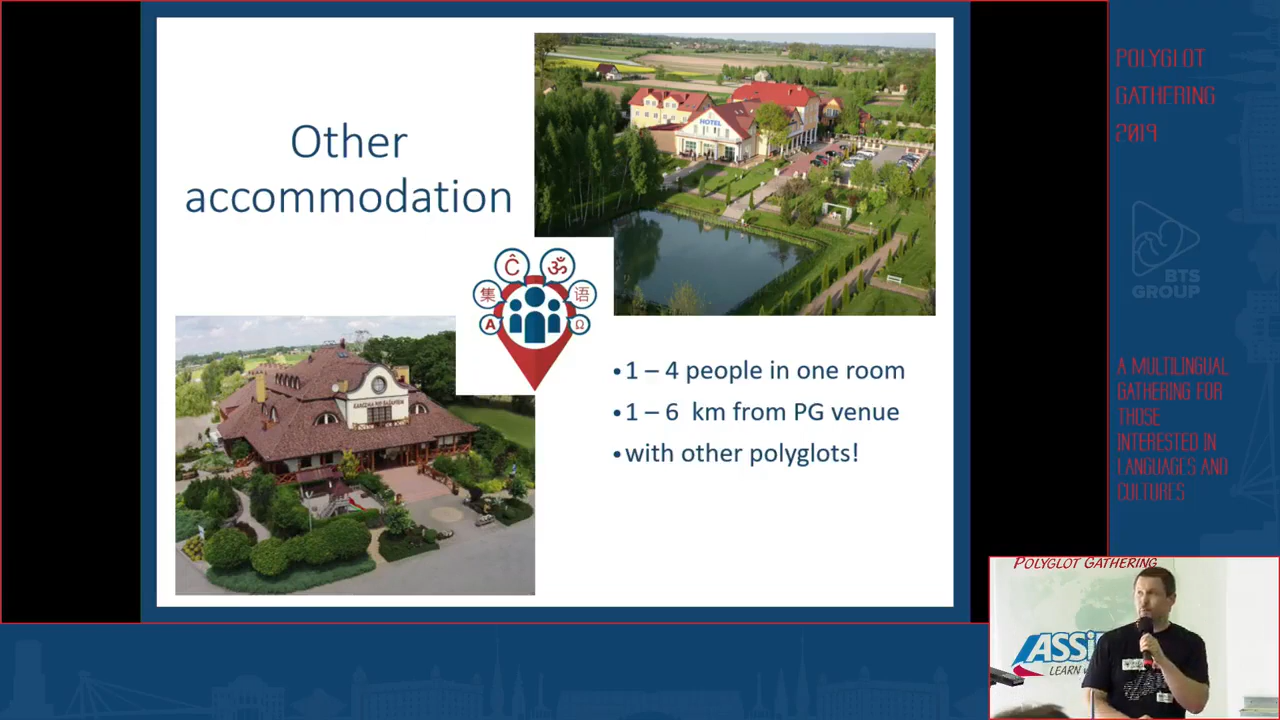 Other
accommodation
HOTEL
Ĉ
ॐ
集
语
A
Ω
•1 – 4 people in one room
•1 – 6 km from PG venue
•with other polyglots!
POLYGLOT
GATHERING
2019
BTS
GROUP
A MULTILINGUAL
GATHERING FOR
THOSE
INTERESTED IN
LANGUAGES AND
CULTURES
POLYGLOT GATHERING
ASSi
LEARN